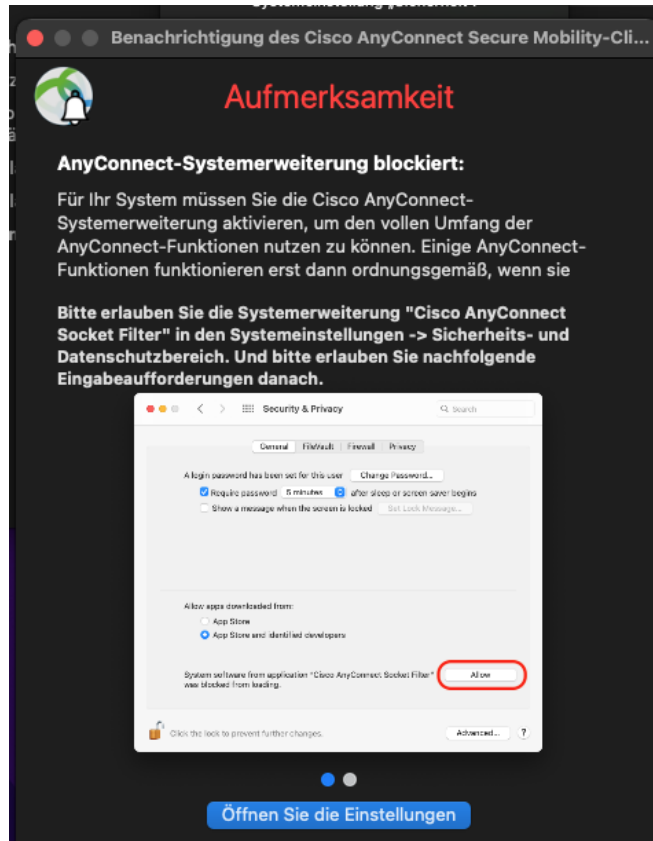 Benachrichtigung des Cisco AnyConnect Secure Mobility-Cli...
Aufmerksamkeit
AnyConnect-Systemerweiterung blockiert:
Für Ihr System müssen Sie die Cisco AnyConnect-
Systemerweiterung aktivieren, um den vollen Umfang der
AnyConnect-Funktionen nutzen zu können. Einige AnyConnect-
Funktionen funktionieren erst dann ordnungsgemäß, wenn sie
Bitte erlauben Sie die Systemerweiterung "Cisco AnyConnect
Socket Filter" in den Systemeinstellungen -> Sicherheits- und
Datenschutzbereich. Und bitte erlauben Sie nachfolgende
Eingabeaufforderungen danach.
Security & Privacy
Search
General FileVault Firewall Privacy
A login password has been set for this user Change Password...
Require password 5 minutes after sleep or screen saver begins
Show a message when the screen is locked Set Lock Message...
Allow apps downloaded from:
App Store
App Store and identified developers
System software from application "Cisco AnyConnect Socket Filter" Allow
was blocked from loading.
Click the lock to prevent further changes. Advanced... ?
Öffnen Sie die Einstellungen